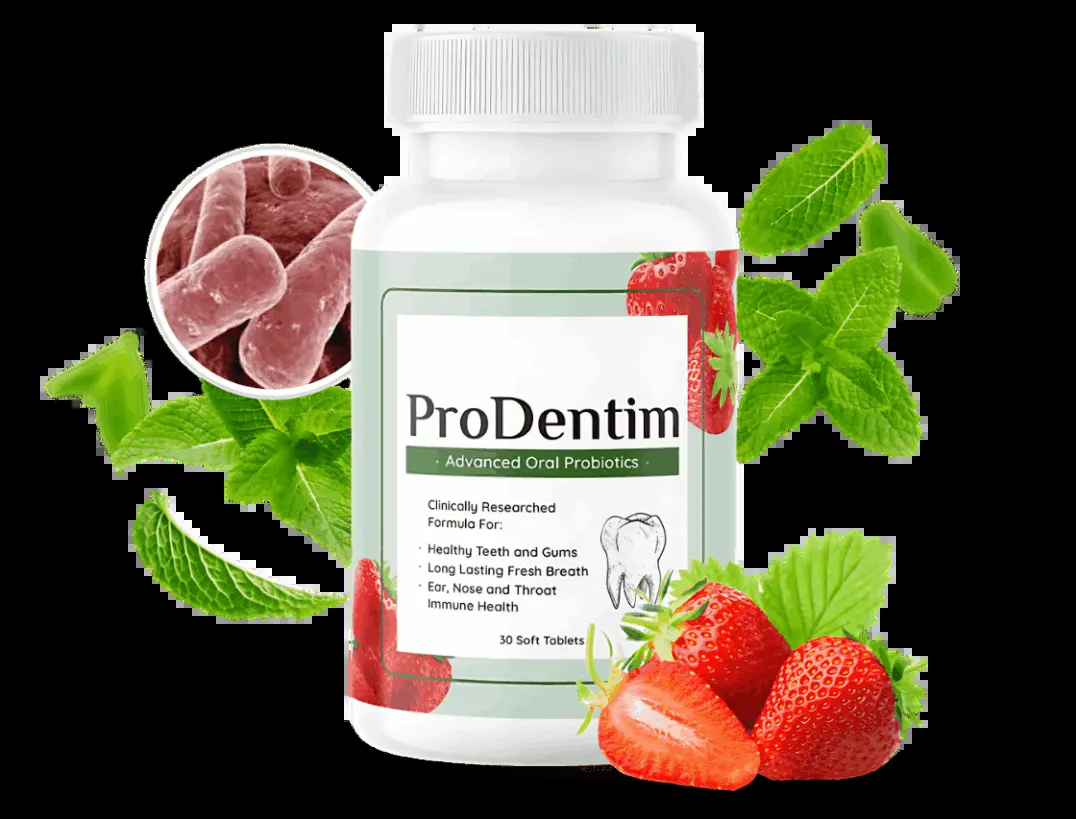 ProDentim
· Advanced Oral Probiotics ·
Clinically Researched
Formula For:
· Healthy Teeth and Gums
· Long Lasting Fresh Breath
· Ear, Nose and Throat
Immune Health
30 Soft Tablets